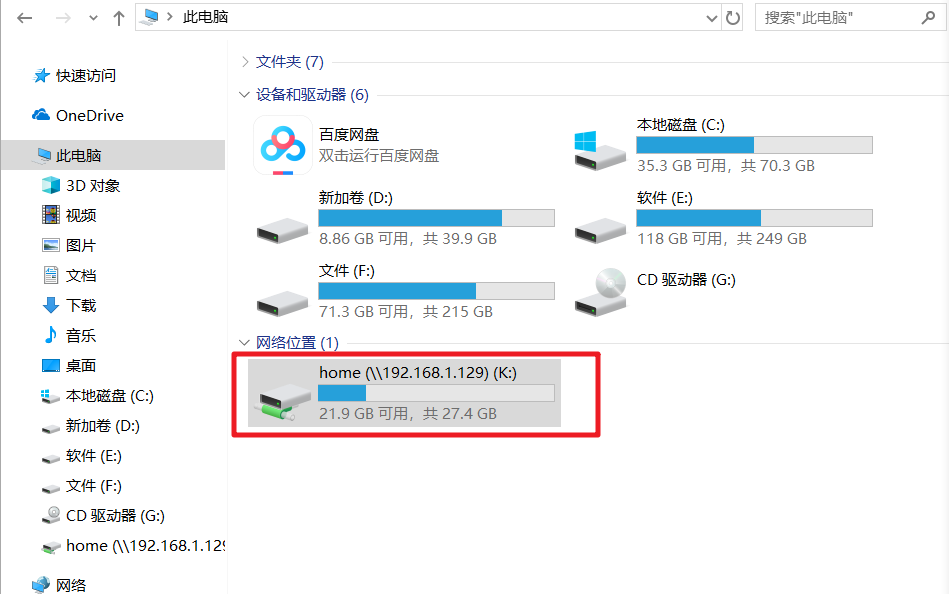 此电脑
搜索"此电脑"
快速访问
OneDrive
此电脑
3D 对象
视频
图片
文档
下载
音乐
桌面
本地磁盘 (C:)
新加卷 (D:)
软件 (E:)
文件 (F:)
CD 驱动器 (G:)
home (\\192.168.1.129
网络
文件夹 (7)
设备和驱动器 (6)
百度网盘
双击运行百度网盘
本地磁盘 (C:)
35.3 GB 可用，共 70.3 GB
新加卷 (D:)
8.86 GB 可用，共 39.9 GB
软件 (E:)
118 GB 可用，共 249 GB
文件 (F:)
71.3 GB 可用，共 215 GB
CD 驱动器 (G:)
网络位置 (1)
home (\\192.168.1.129) (K:)
21.9 GB 可用，共 27.4 GB